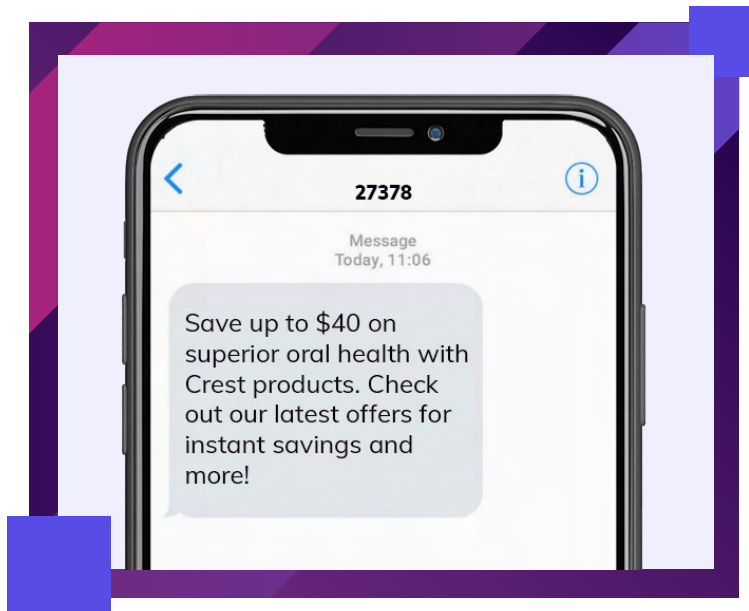 27378
Message
Today, 11:06
Save up to $40 on
superior oral health with
Crest products. Check
out our latest offers for
instant savings and
more!